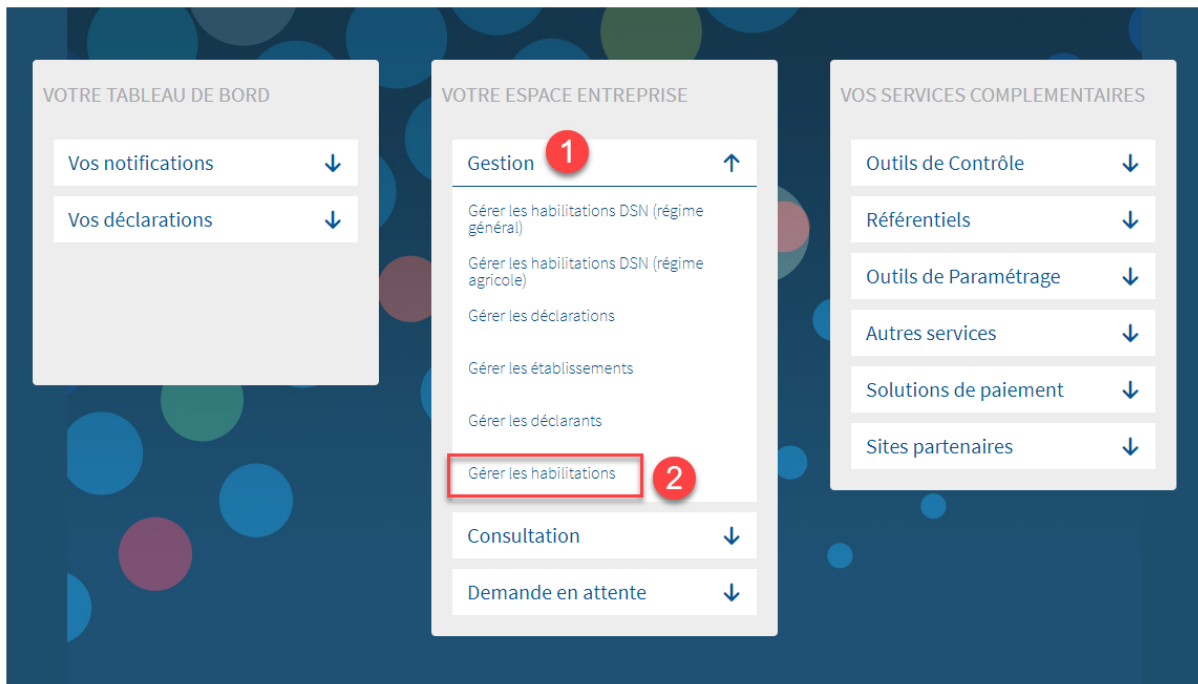 VOTRE TABLEAU DE BORD
Vos notifications
Vos déclarations
VOTRE ESPACE ENTREPRISE
Gestion
1
Gérer les habilitations DSN (régime
général)
Gérer les habilitations DSN (régime
agricole)
Gérer les déclarations
Gérer les établissements
Gérer les déclarants
Gérer les habilitations
2
Consultation
Demande en attente
VOS SERVICES COMPLEMENTAIRES
Outils de Contrôle
Référentiels
Outils de Paramétrage
Autres services
Solutions de paiement
Sites partenaires